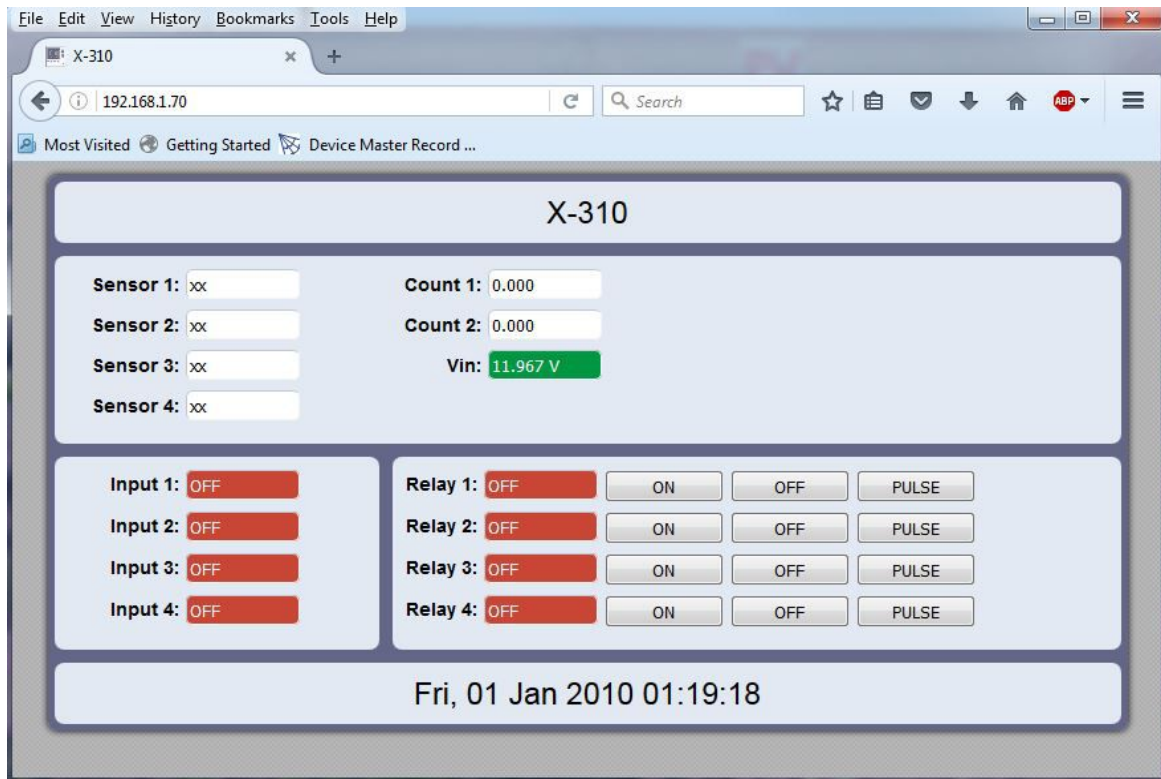 File Edit View History Bookmarks Tools Help
X-310
192.168.1.70 Search ABP
Most Visited Getting Started Device Master Record ...
X-310
Sensor 1: xx Count 1: 0.000
Sensor 2: xx Count 2: 0.000
Sensor 3: xx Vin: 11.967 V
Sensor 4: xx
Input 1: OFF Relay 1: OFF ON OFF PULSE
Input 2: OFF Relay 2: OFF ON OFF PULSE
Input 3: OFF Relay 3: OFF ON OFF PULSE
Input 4: OFF Relay 4: OFF ON OFF PULSE
Fri, 01 Jan 2010 01:19:18